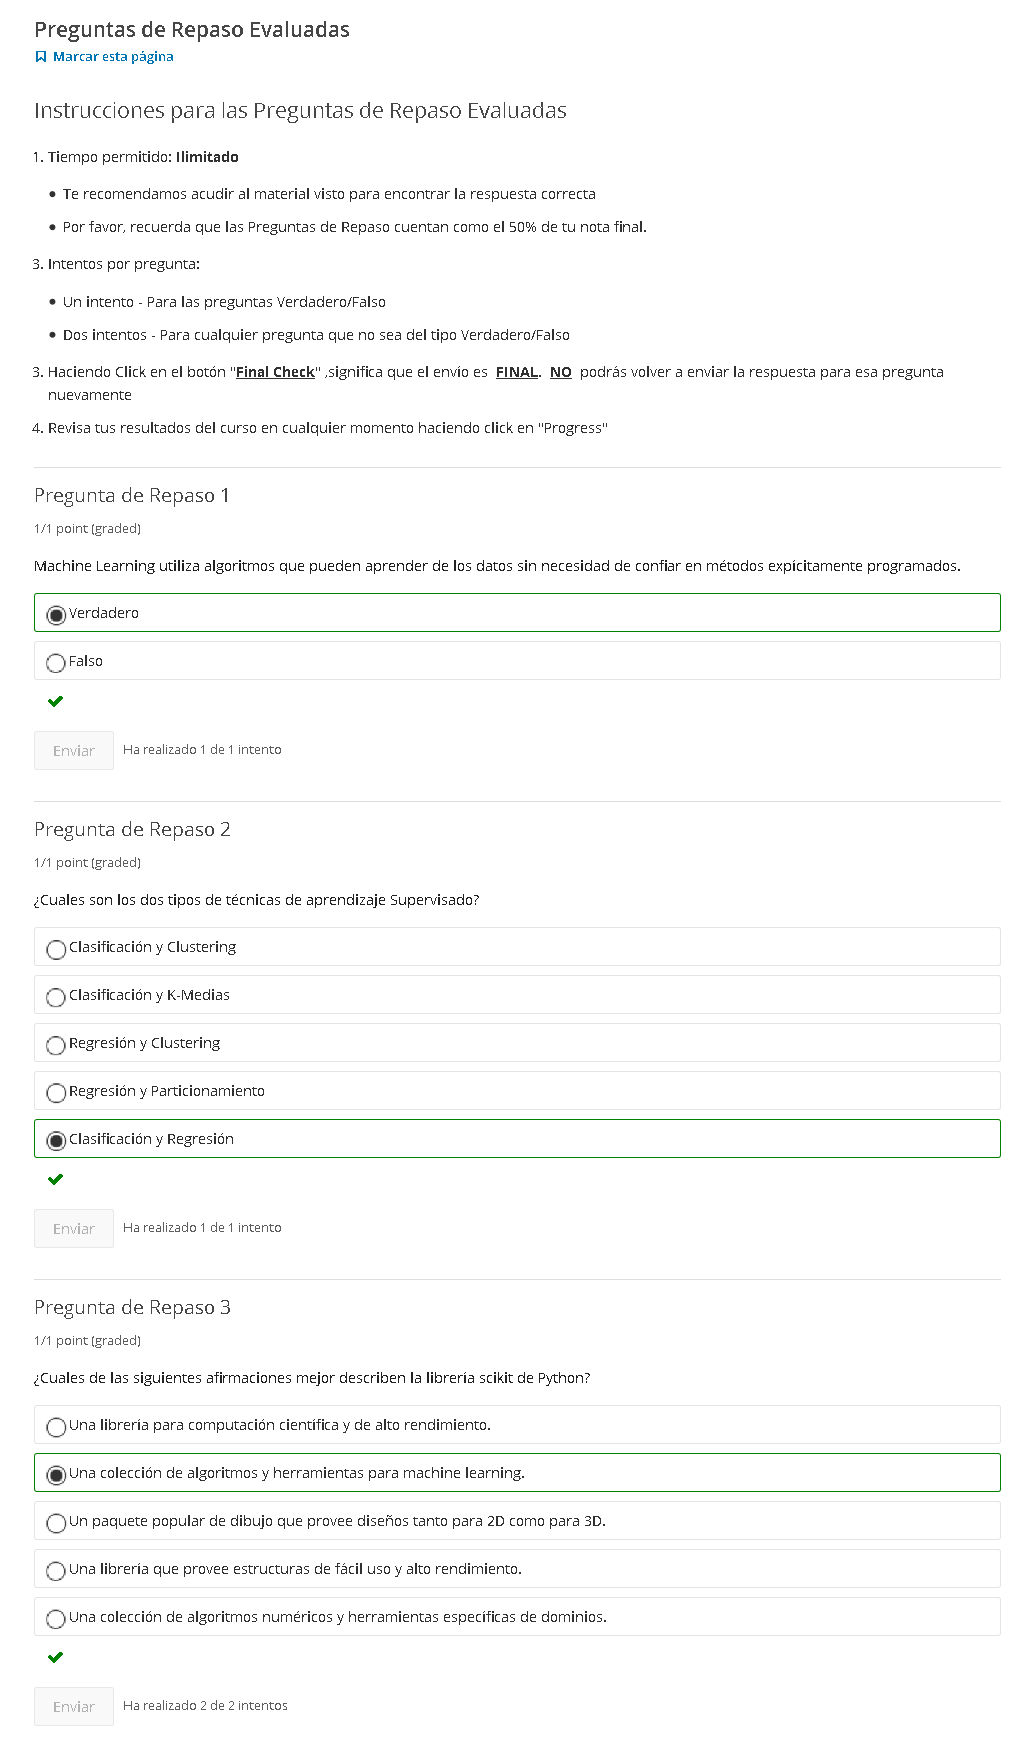 Preguntas de Repaso Evaluadas
Marcar esta página
Instrucciones para las Preguntas de Repaso Evaluadas
1. Tiempo permitido: Ilimitado
• Te recomendamos acudir al material visto para encontrar la respuesta correcta
• Por favor, recuerda que las Preguntas de Repaso cuentan como el 50% de tu nota final.
3. Intentos por pregunta:
• Un intento - Para las preguntas Verdadero/Falso
• Dos intentos - Para cualquier pregunta que no sea del tipo Verdadero/Falso
3. Haciendo Click en el botón "Final Check" ,significa que el envío es FINAL. NO podrás volver a enviar la respuesta para esa pregunta
nuevamente
4. Revisa tus resultados del curso en cualquier momento haciendo click en "Progress"
Pregunta de Repaso 1
1/1 point (graded)
Machine Learning utiliza algoritmos que pueden aprender de los datos sin necesidad de confiar en métodos expícitamente programados.
Verdadero
Falso
Enviar Ha realizado 1 de 1 intento
Pregunta de Repaso 2
1/1 point (graded)
¿Cuales son los dos tipos de técnicas de aprendizaje Supervisado?
Clasificación y Clustering
Clasificación y K-Medias
Regresión y Clustering
Regresión y Particionamiento
Clasificación y Regresión
Enviar Ha realizado 1 de 1 intento
Pregunta de Repaso 3
1/1 point (graded)
¿Cuales de las siguientes afirmaciones mejor describen la librería scikit de Python?
Una librería para computación científica y de alto rendimiento.
Una colección de algoritmos y herramientas para machine learning.
Un paquete popular de dibujo que provee diseños tanto para 2D como para 3D.
Una librería que provee estructuras de fácil uso y alto rendimiento.
Una colección de algoritmos numéricos y herramientas específicas de dominios.
Enviar Ha realizado 2 de 2 intentos